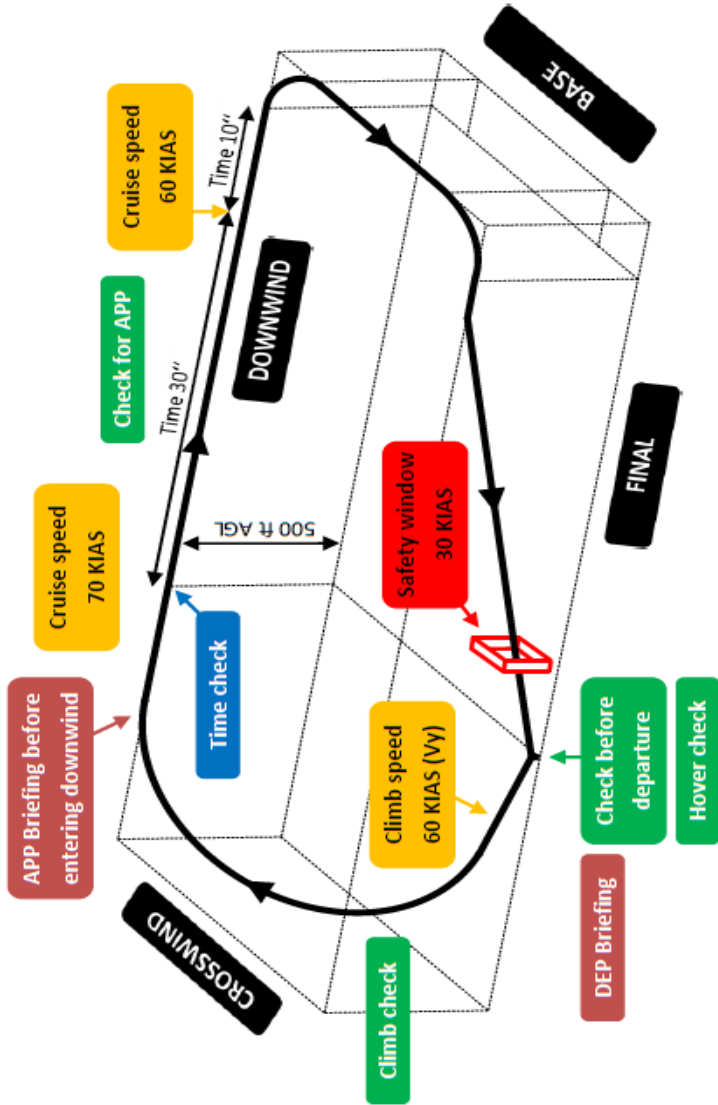 APP Briefing before
entering downwind
Cruise speed
70 KIAS
Check for APP
Cruise speed
60 KIAS
Time 30“
Time 10“
CROSSWIND
Time check
500 ft AGL
DOWNWIND
BASE
Climb check
Climb speed
60 KIAS (Vy)
Safety window
30 KIAS
DEP Briefing
Check before
departure
Hover check
FINAL